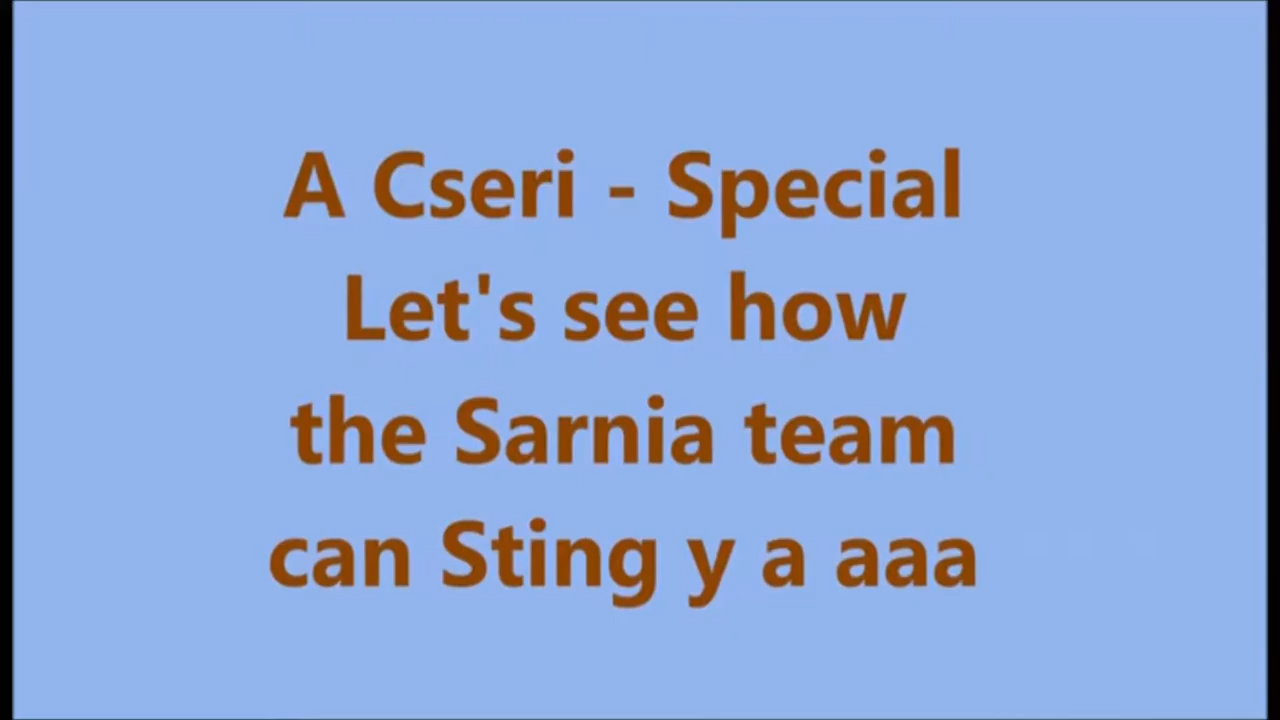 A Cseri - Special
Let's see how
the Sarnia team
can Sting y a aaa